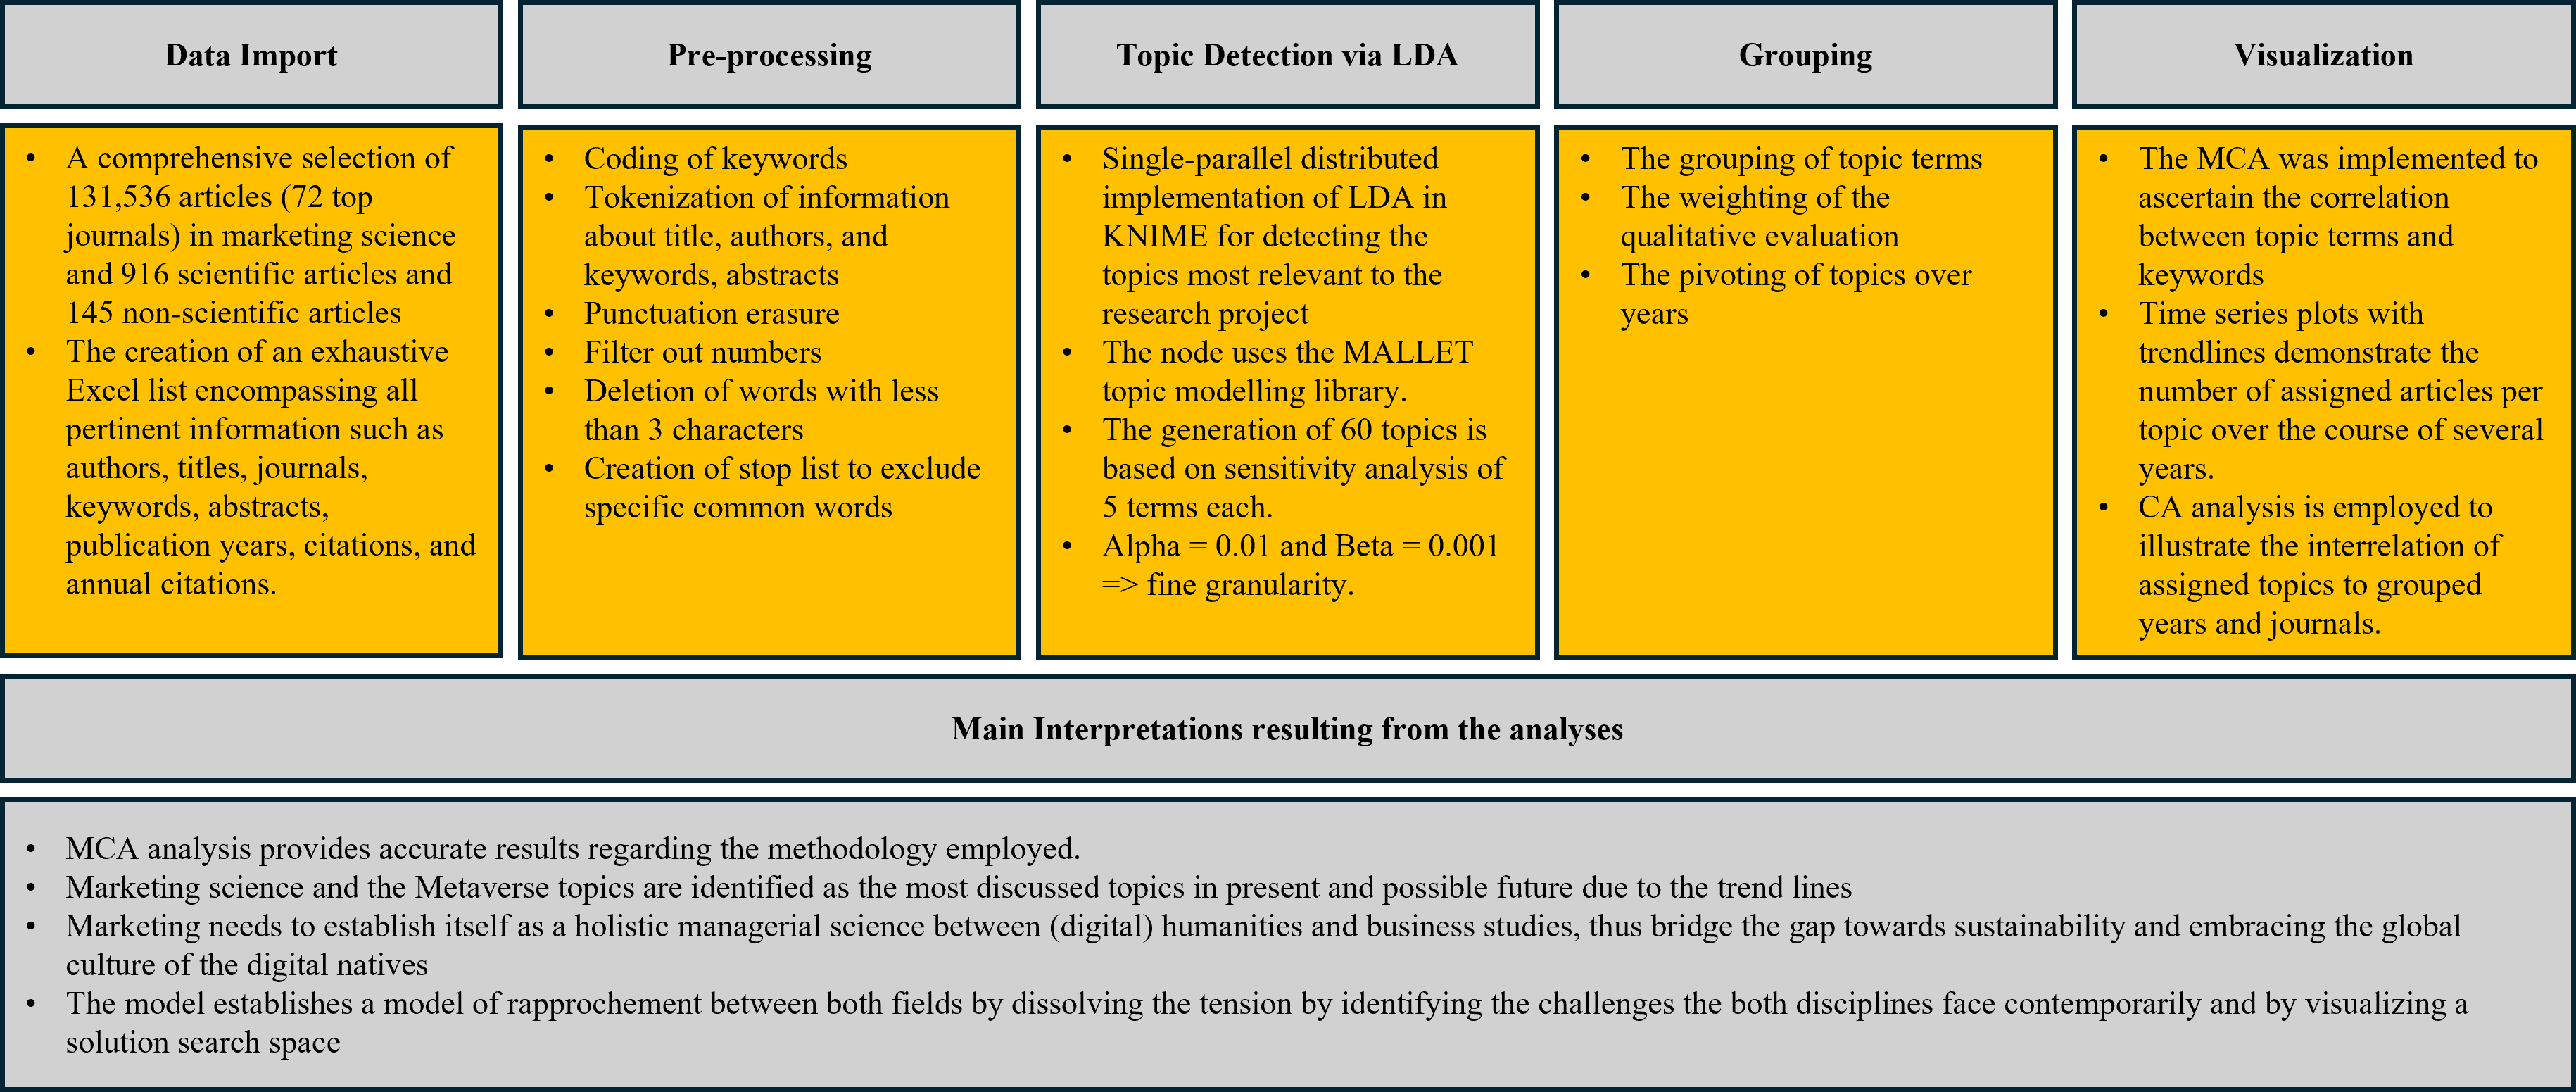 Data Import
Pre-processing
Topic Detection via LDA
Grouping
Visualization
• A comprehensive selection of
131,536 articles (72 top
journals) in marketing science
and 916 scientific articles and
145 non-scientific articles
• The creation of an exhaustive
Excel list encompassing all
pertinent information such as
authors, titles, journals,
keywords, abstracts,
publication years, citations, and
annual citations.
• Coding of keywords
• Tokenization of information
about title, authors, and
keywords, abstracts
• Punctuation erasure
• Filter out numbers
• Deletion of words with less
than 3 characters
• Creation of stop list to exclude
specific common words
• Single-parallel distributed
implementation of LDA in
KNIME for detecting the
topics most relevant to the
research project
• The node uses the MALLET
topic modelling library.
• The generation of 60 topics is
based on sensitivity analysis of
5 terms each.
• Alpha = 0.01 and Beta = 0.001
=> fine granularity.
• The grouping of topic terms
• The weighting of the
qualitative evaluation
• The pivoting of topics over
years
• The MCA was implemented to
ascertain the correlation
between topic terms and
keywords
• Time series plots with
trendlines demonstrate the
number of assigned articles per
topic over the course of several
years.
• CA analysis is employed to
illustrate the interrelation of
assigned topics to grouped
years and journals.
Main Interpretations resulting from the analyses
• MCA analysis provides accurate results regarding the methodology employed.
• Marketing science and the Metaverse topics are identified as the most discussed topics in present and possible future due to the trend lines
• Marketing needs to establish itself as a holistic managerial science between (digital) humanities and business studies, thus bridge the gap towards sustainability and embracing the global
culture of the digital natives
• The model establishes a model of rapprochement between both fields by dissolving the tension by identifying the challenges the both disciplines face contemporarily and by visualizing a
solution search space